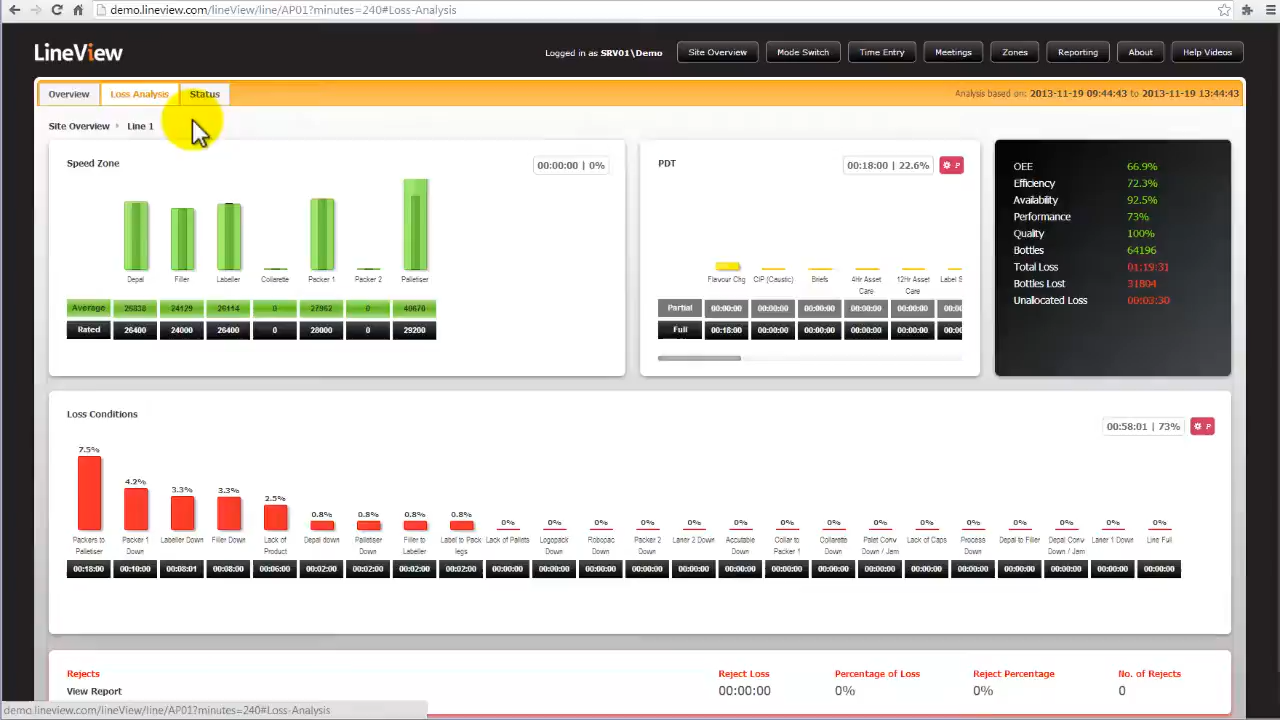 demo.lineview.com/lineView/line/AP01?minutes=240#Loss-Analysis
LineView
Logged in as SRV01\Demo
Site Overview
Mode Switch
Time Entry
Meetings
Zones
Reporting
About
Help Videos
Overview
Loss Analysis
Status
Analysis based on: 2013-11-19 09:44:43 to 2013-11-19 13:44:43
Site Overview
Line 1
Speed Zone
00:00:00 | 0%
Depal Filler Labeller Collarette Packer 1 Packer 2 Palletiser
Average 25838 24129 26114 0 27962 0 40670
Rated 26400 24000 26400 0 28000 0 29200
PDT
00:18:00 | 22.6%
P
Flavour Chg CIP (Caustic) Briefs 4Hr Asset Care 12Hr Asset Care Label S
Partial 00:00:00 00:00:00 00:00:00 00:00:00 00:00:00 00:00
Full 00:18:00 00:00:00 00:00:00 00:00:00 00:00:00 00:00
OEE 66.9%
Efficiency 72.3%
Availability 92.5%
Performance 73%
Quality 100%
Bottles 64196
Total Loss 01:19:31
Bottles Lost 31804
Unallocated Loss 00:03:30
Loss Conditions
00:58:01 | 73%
P
7.5% 4.2% 3.3% 3.3% 2.5% 0.8% 0.8% 0.8% 0.8% 0% 0% 0% 0% 0% 0% 0% 0% 0% 0% 0% 0% 0% 0% 0%
Packers to Palletiser Packer 1 Down Labeller Down Filler Down Lack of Product Depal down Palletiser Down Filler to Labeller Label to Pack legs Lack of Pallets Logopack Down Robopac Down Packer 2 Down Laner 2 Down Accutable Down Collar to Packer 1 Collarette Down Palet Conv Down / Jam Lack of Caps Process Down Depal to Filler Depal Conv Down / Jem Laner 1 Down Line Full
00:18:00 00:10:00 00:08:01 00:08:00 00:06:00 00:02:00 00:02:00 00:02:00 00:02:00 00:00:00 00:00:00 00:00:00 00:00:00 00:00:00 00:00:00 00:00:00 00:00:00 00:00:00 00:00:00 00:00:00 00:00:00 00:00:00 00:00:00 00:00:00
Rejects
View Report
Reject Loss
00:00:00
Percentage of Loss
0%
Reject Percentage
0%
No. of Rejects
0
demo.lineview.com/lineView/line/AP01?minutes=240#Loss-Analysis